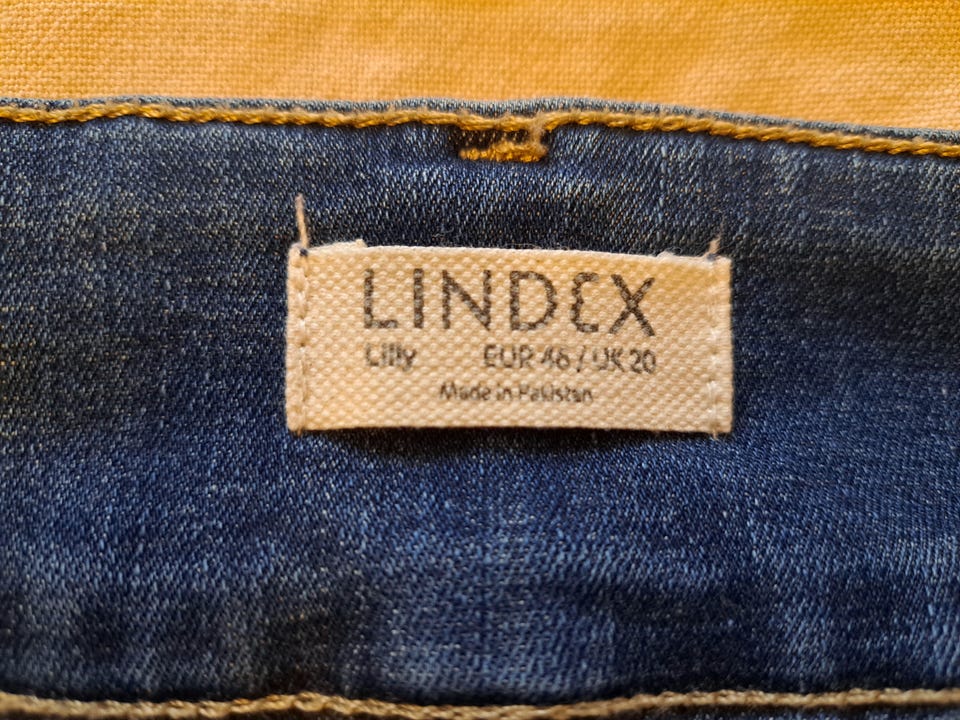 LINDEX
Lilly EUR 46 / UK 20
Made in Pakistan